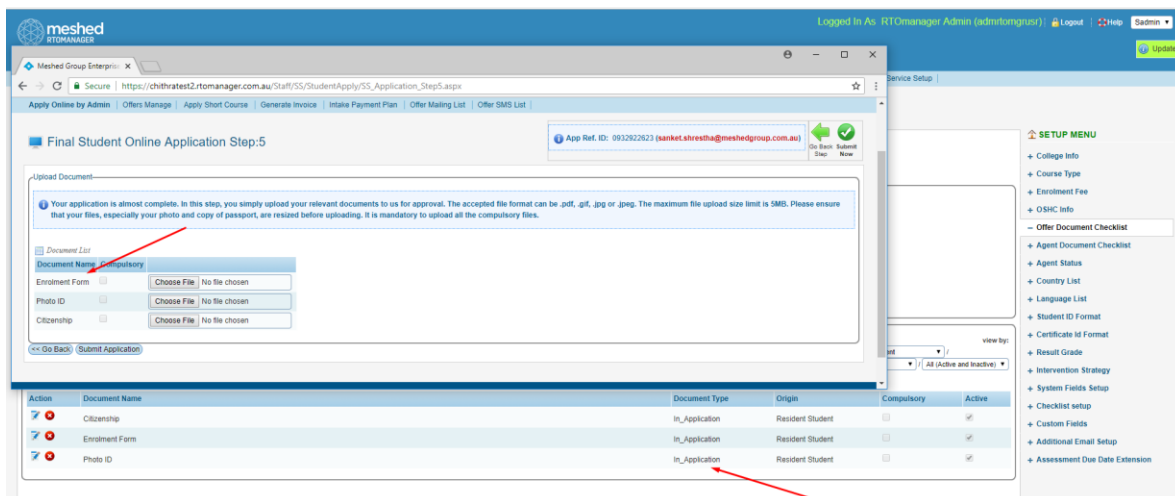 meshed
RTOMANAGER
Logged In As RTOmanager Admin (admrtomgrusr) | Logout | Help Sadmin
Update
Meshed Group Enterpris
Secure | https://chithratest2.rtomanager.com.au/Staff/SS/StudentApply/SS_Application_Step5.aspx
Service Setup |
Apply Online by Admin | Offers Manage | Apply Short Course | Generate Invoice | Intake Payment Plan | Offer Mailing List | Offer SMS List |
Final Student Online Application Step:5
App Ref. ID: 0932922623 (sanket.shrestha@meshedgroup.com.au)
Go Back Step
Submit Now
Upload Document
Your application is almost complete. In this step, you simply upload your relevant documents to us for approval. The accepted file format can be .pdf, .gif, .jpg or .jpeg. The maximum file upload size limit is 5MB. Please ensure
that your files, especially your photo and copy of passport, are resized before uploading. It is mandatory to upload all the compulsory files.
Document List
Document Name Compulsory
Enrolment Form Choose File No file chosen
Photo ID Choose File No file chosen
Citizenship Choose File No file chosen
<< Go Back Submit Application
view by:
/
/ All (Active and Inactive)
Action Document Name Document Type Origin Compulsory Active
Citizenship In_Application Resident Student
Enrolment Form In_Application Resident Student
Photo ID In_Application Resident Student
SETUP MENU
+ College Info
+ Course Type
+ Enrolment Fee
+ OSHC Info
− Offer Document Checklist
+ Agent Document Checklist
+ Agent Status
+ Country List
+ Language List
+ Student ID Format
+ Certificate Id Format
+ Result Grade
+ Intervention Strategy
+ System Fields Setup
+ Checklist setup
+ Custom Fields
+ Additional Email Setup
+ Assessment Due Date Extension